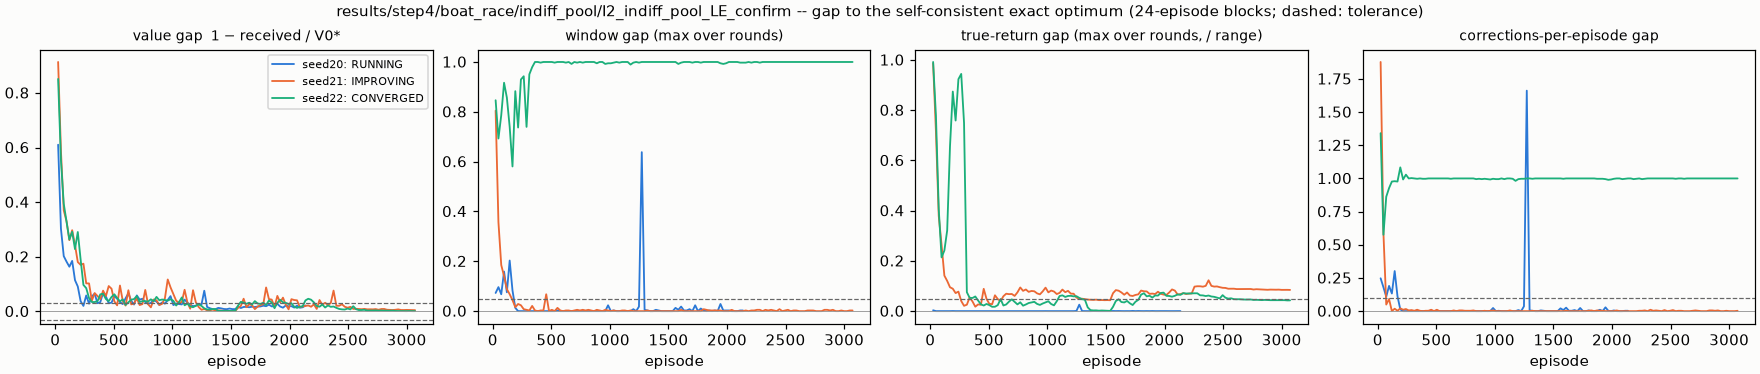 results/step4/boat_race/indiff_pool/l2_indiff_pool_LE_confirm -- gap to the self-consistent exact optimum (24-episode blocks; dashed: tolerance)
value gap 1 − received / V0*
window gap (max over rounds)
true-return gap (max over rounds, / range)
corrections-per-episode gap
seed20: RUNNING
seed21: IMPROVING
seed22: CONVERGED
0.8
0.6
0.4
0.2
0.0
0 500 1000 1500 2000 2500 3000
episode
1.0
0.8
0.6
0.4
0.2
0.0
0 500 1000 1500 2000 2500 3000
episode
1.0
0.8
0.6
0.4
0.2
0.0
0 500 1000 1500 2000 2500 3000
episode
1.75
1.50
1.25
1.00
0.75
0.50
0.25
0.00
0 500 1000 1500 2000 2500 3000
episode